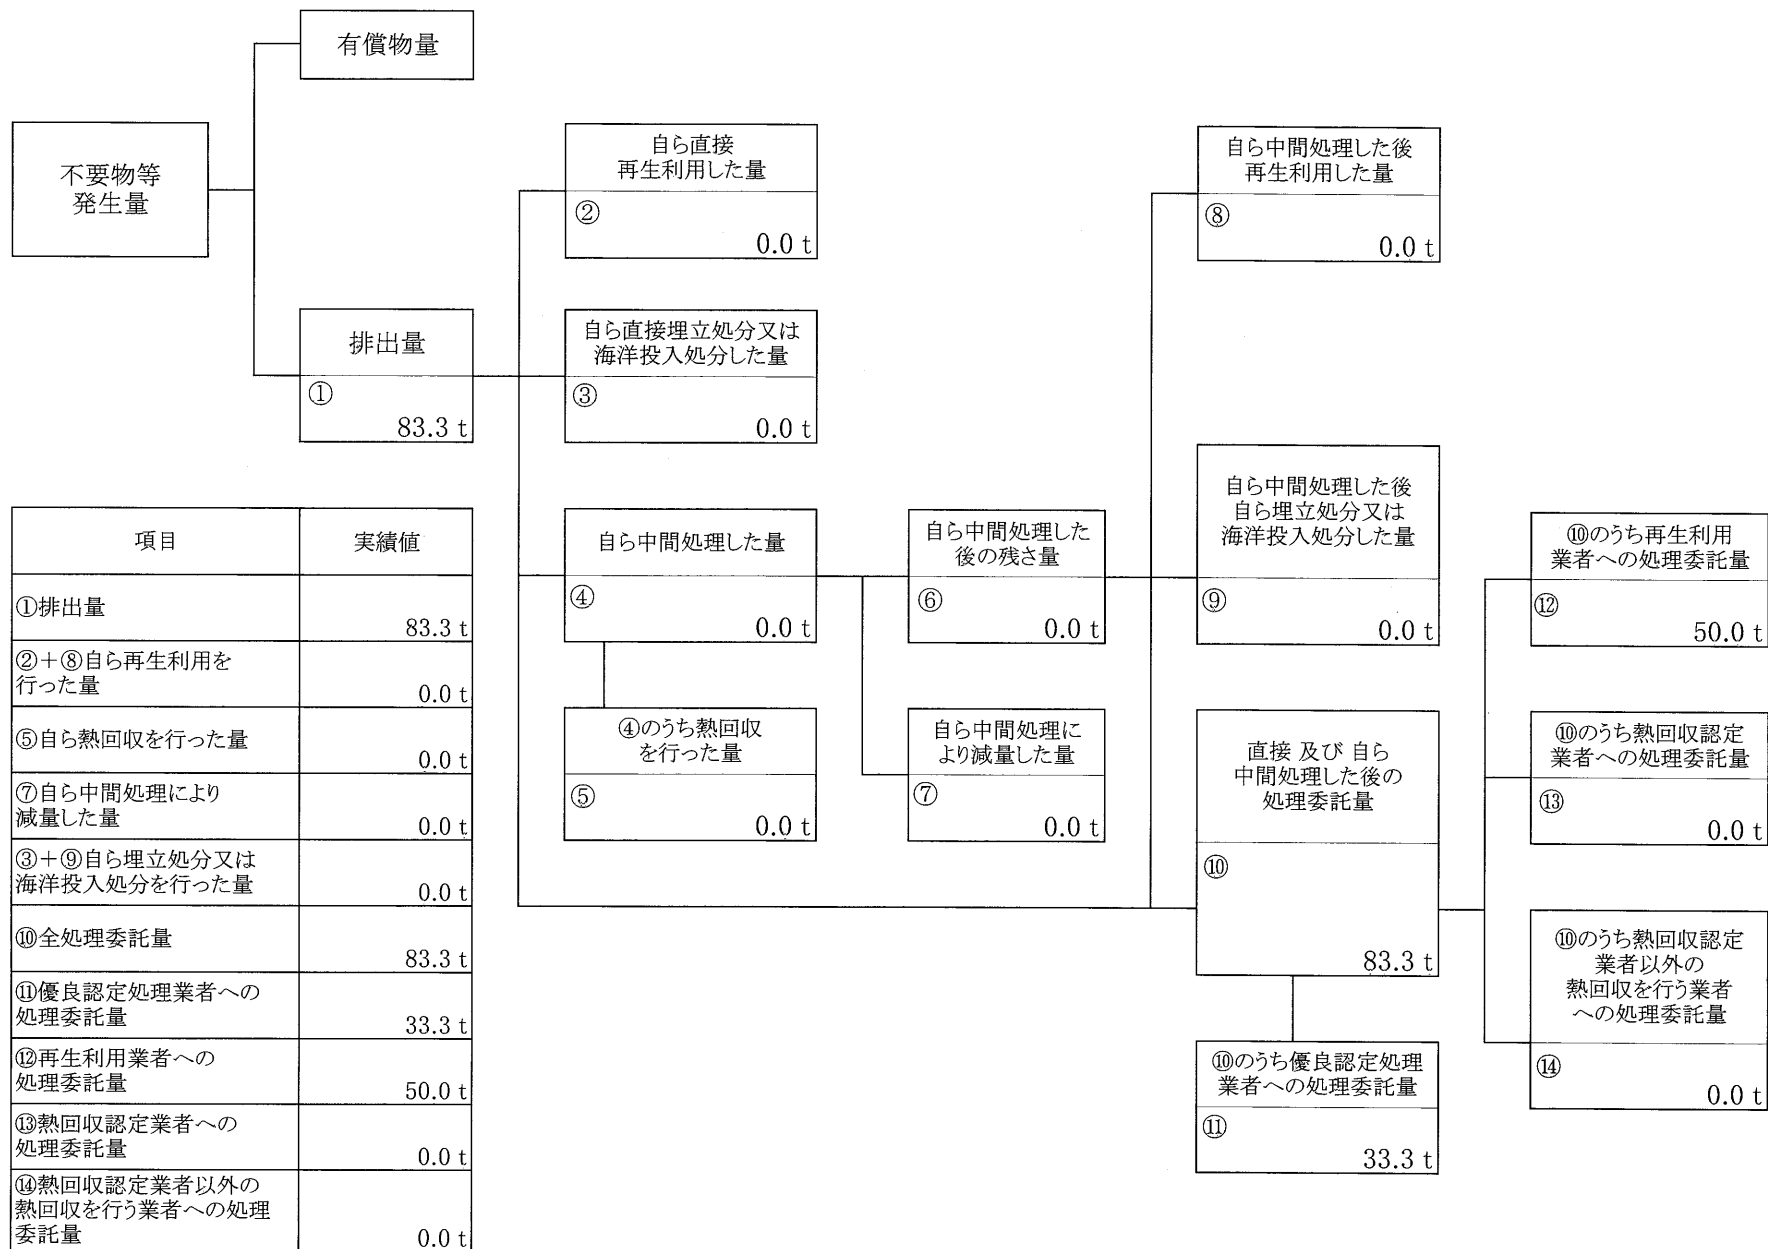 有償物量
不要物等
発生量
排出量
①
83.3 t
自ら直接
再生利用した量
②
0.0 t
自ら直接埋立処分又は
海洋投入処分した量
③
0.0 t
自ら中間処理した量
④
0.0 t
④のうち熱回収
を行った量
⑤
0.0 t
自ら中間処理した
後の残さ量
⑥
0.0 t
自ら中間処理に
より減量した量
⑦
0.0 t
自ら中間処理した後
再生利用した量
⑧
0.0 t
自ら中間処理した後
自ら埋立処分又は
海洋投入処分した量
⑨
0.0 t
直接 及び 自ら
中間処理した後の
処理委託量
⑩
83.3 t
⑩のうち優良認定処理
業者への処理委託量
⑪
33.3 t
⑩のうち再生利用
業者への処理委託量
⑫
50.0 t
⑩のうち熱回収認定
業者への処理委託量
⑬
0.0 t
⑩のうち熱回収認定
業者以外の
熱回収を行う業者
への処理委託量
⑭
0.0 t
項目 実績値
①排出量
83.3 t
②＋⑧自ら再生利用を
行った量
0.0 t
⑤自ら熱回収を行った量
0.0 t
⑦自ら中間処理により
減量した量
0.0 t
③＋⑨自ら埋立処分又は
海洋投入処分を行った量
0.0 t
⑩全処理委託量
83.3 t
⑪優良認定処理業者への
処理委託量
33.3 t
⑫再生利用業者への
処理委託量
50.0 t
⑬熱回収認定業者への
処理委託量
0.0 t
⑭熱回収認定業者以外の
熱回収を行う業者への処理
委託量
0.0 t